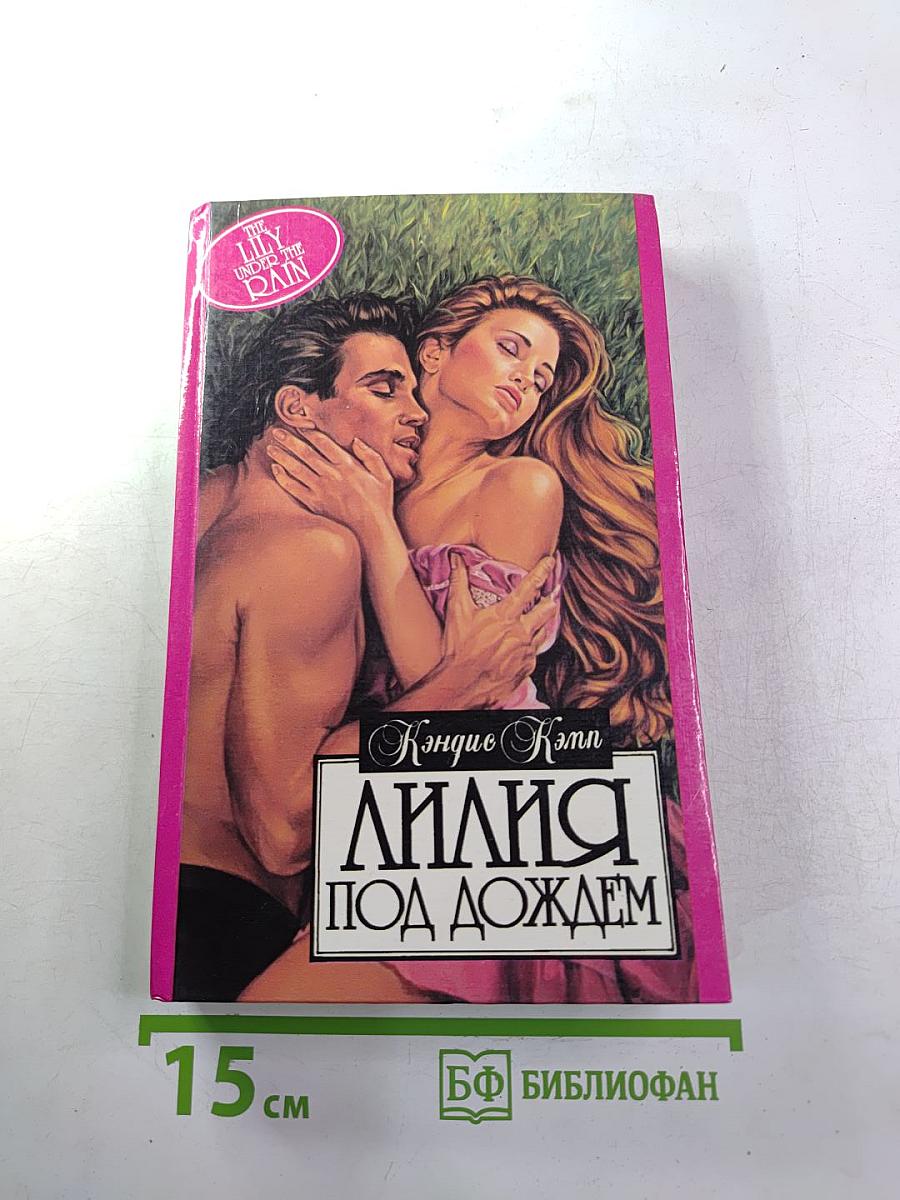 THE
LILY
UNDER THE
RAIN
Кэндис Кэмп
ЛИЛИЯ
ПОД ДОЖДЕМ
15 см
БФ БИБЛИОФАН